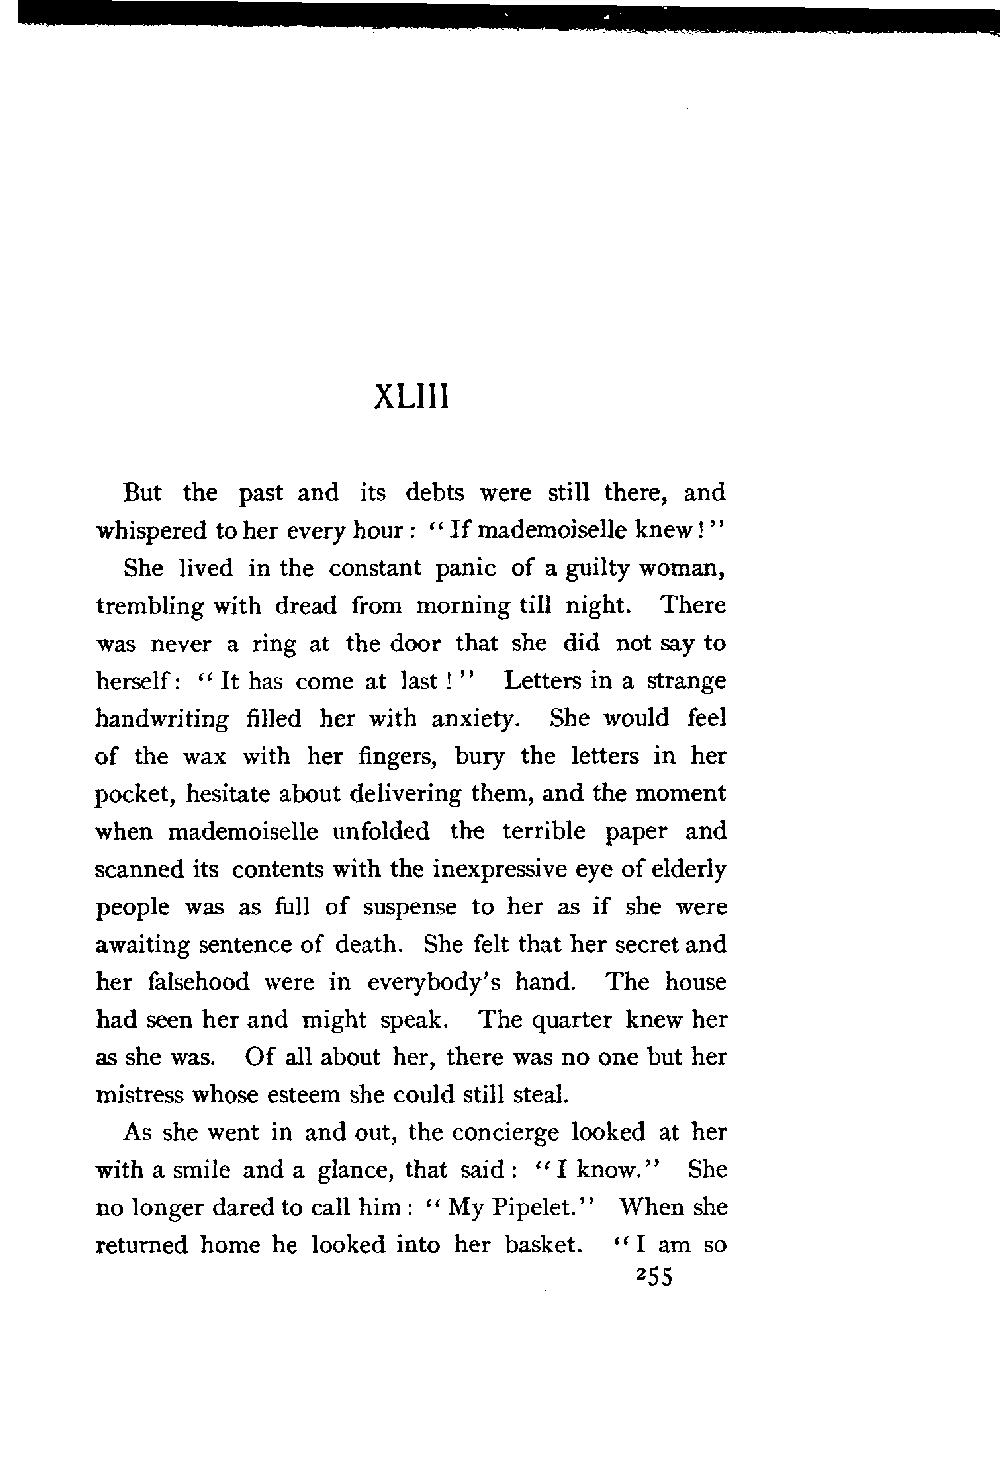 XLIII
But the past and its debts were still there, and
whispered to her every hour: "If mademoiselle knew!"
She lived in the constant panic of a guilty woman,
trembling with dread from morning till night. There
was never a ring at the door that she did not say to
herself: "It has come at last!" Letters in a strange
handwriting filled her with anxiety. She would feel
of the wax with her fingers, bury the letters in her
pocket, hesitate about delivering them, and the moment
when mademoiselle unfolded the terrible paper and
scanned its contents with the inexpressive eye of elderly
people was as full of suspense to her as if she were
awaiting sentence of death. She felt that her secret and
her falsehood were in everybody's hand. The house
had seen her and might speak. The quarter knew her
as she was. Of all about her, there was no one but her
mistress whose esteem she could still steal.
As she went in and out, the concierge looked at her
with a smile and a glance, that said: "I know." She
no longer dared to call him: "My Pipelet." When she
returned home he looked into her basket. "I am so
255